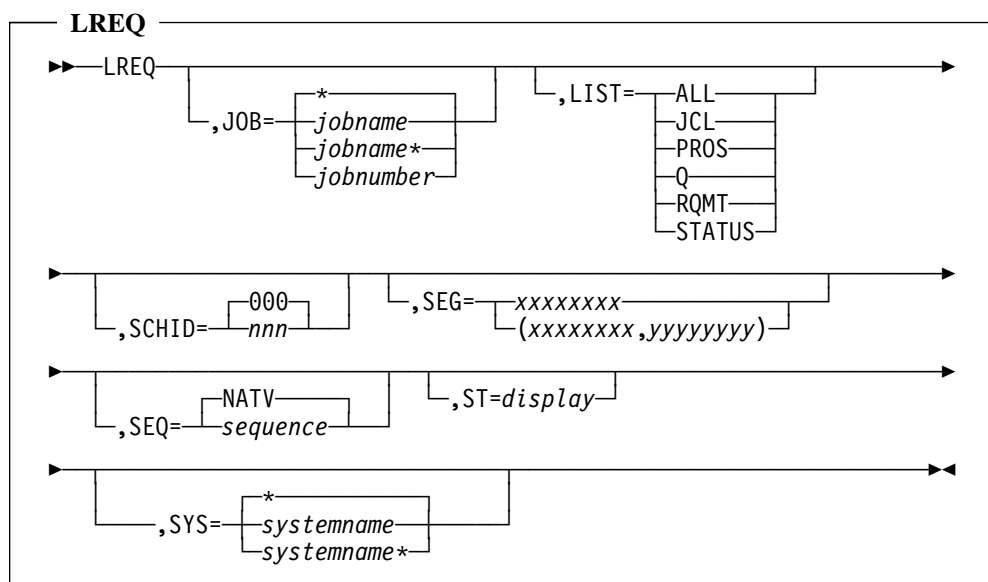 LREQ
LREQ
,JOB=
*
jobname
jobname*
jobnumber
,LIST=
ALL
JCL
PROS
Q
RQMT
STATUS
,SCHID=
000
nnn
,SEG=
xxxxxxxx
(xxxxxxxx,yyyyyyyy)
,SEQ=
NATV
sequence
,ST=display
,SYS=
*
systemname
systemname*